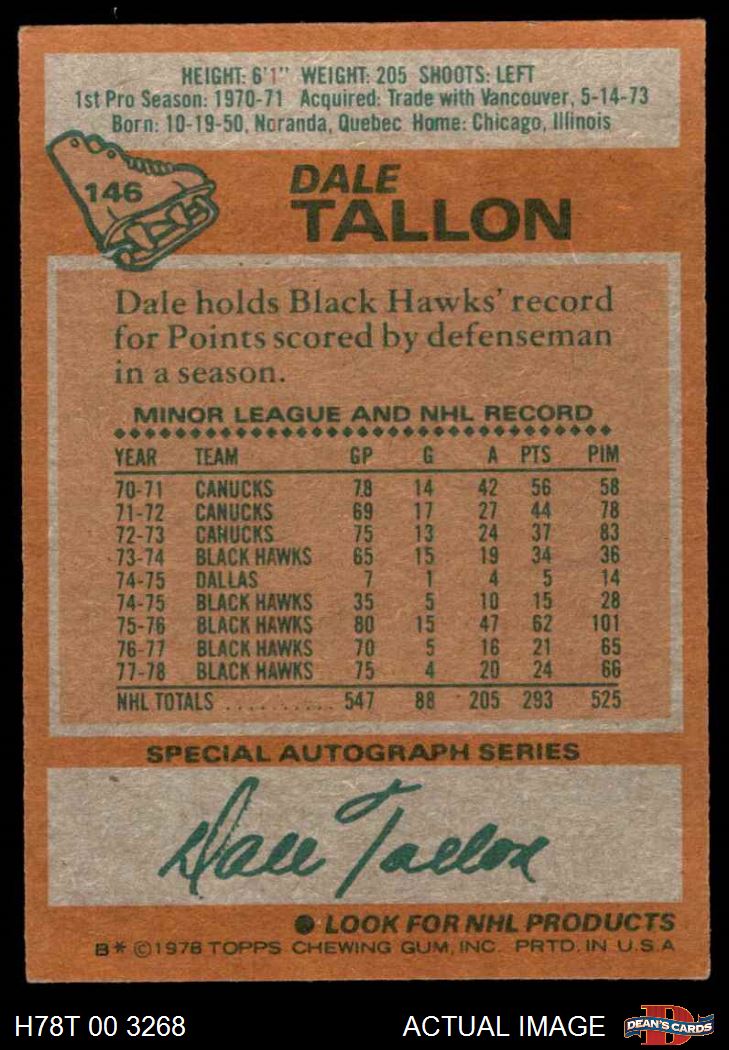 HEIGHT: 6'1" WEIGHT: 205 SHOOTS: LEFT
1st Pro Season: 1970-71 Acquired: Trade with Vancouver, 5-14-73
Born: 10-19-50, Noranda, Quebec Home: Chicago, Illinois
146
DALE
TALLON
Dale holds Black Hawks' record
for Points scored by defenseman
in a season.
MINOR LEAGUE AND NHL RECORD
YEAR TEAM GP G A PTS PIM
70-71 CANUCKS 78 14 42 56 58
71-72 CANUCKS 69 17 27 44 78
72-73 CANUCKS 75 13 24 37 83
73-74 BLACK HAWKS 65 15 19 34 36
74-75 DALLAS 7 1 4 5 14
74-75 BLACK HAWKS 35 5 10 15 28
75-76 BLACK HAWKS 80 15 47 62 101
76-77 BLACK HAWKS 70 5 16 21 65
77-78 BLACK HAWKS 75 4 20 24 66
NHL TOTALS .......... 547 88 205 293 525
SPECIAL AUTOGRAPH SERIES
Dale Tallon
● LOOK FOR NHL PRODUCTS
B* ©1978 TOPPS CHEWING GUM, INC. PRTD. IN U.S.A
H78T 00 3268 ACTUAL IMAGE D DEAN'S CARDS